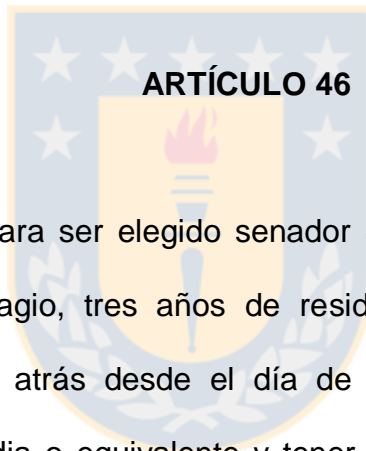 ARTÍCULO 46
ara ser elegido senador
agio, tres años de resid
atrás desde el día de
dia o equivalente y tener